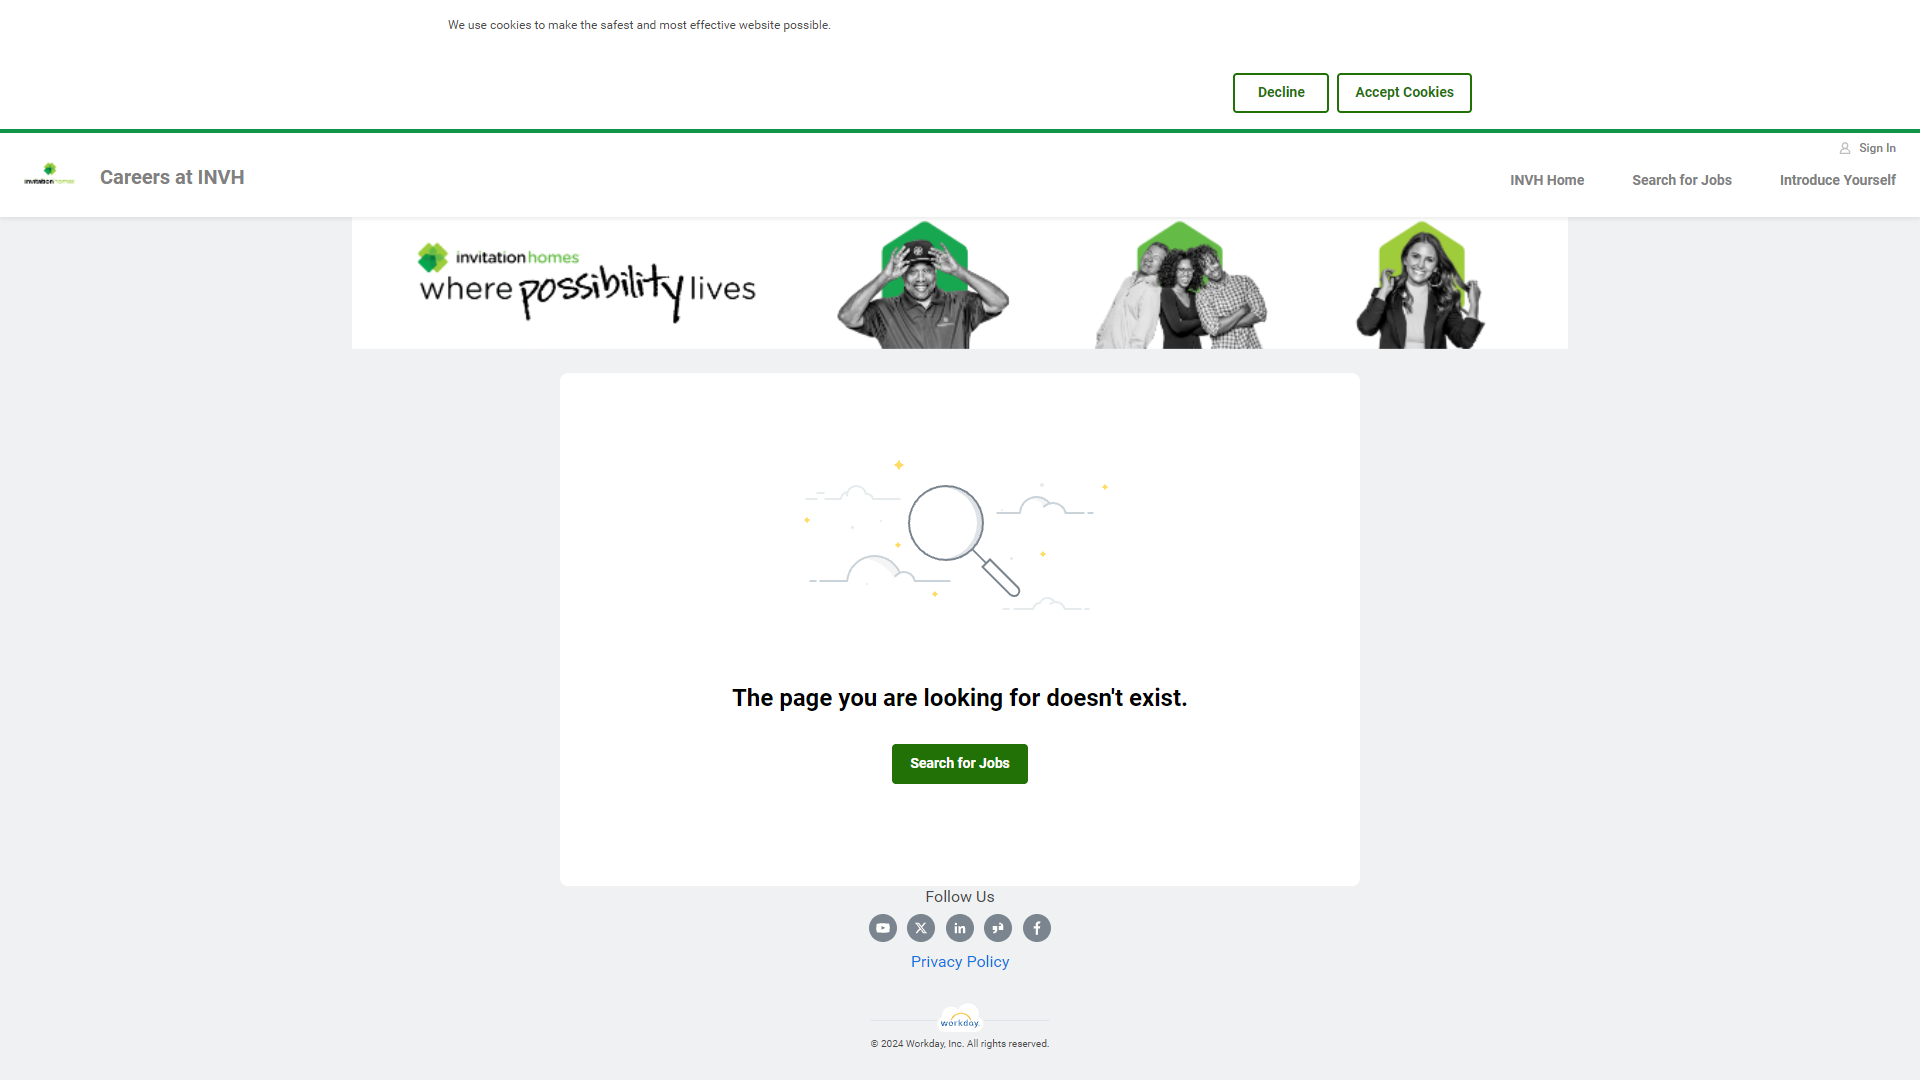 We use cookies to make the safest and most effective website possible.
Decline
Accept Cookies
Sign In
invitation homes
Careers at INVH
INVH Home
Search for Jobs
Introduce Yourself
invitation homes
where possibility lives
The page you are looking for doesn't exist.
Search for Jobs
Follow Us
Privacy Policy
workday.
© 2024 Workday, Inc. All rights reserved.